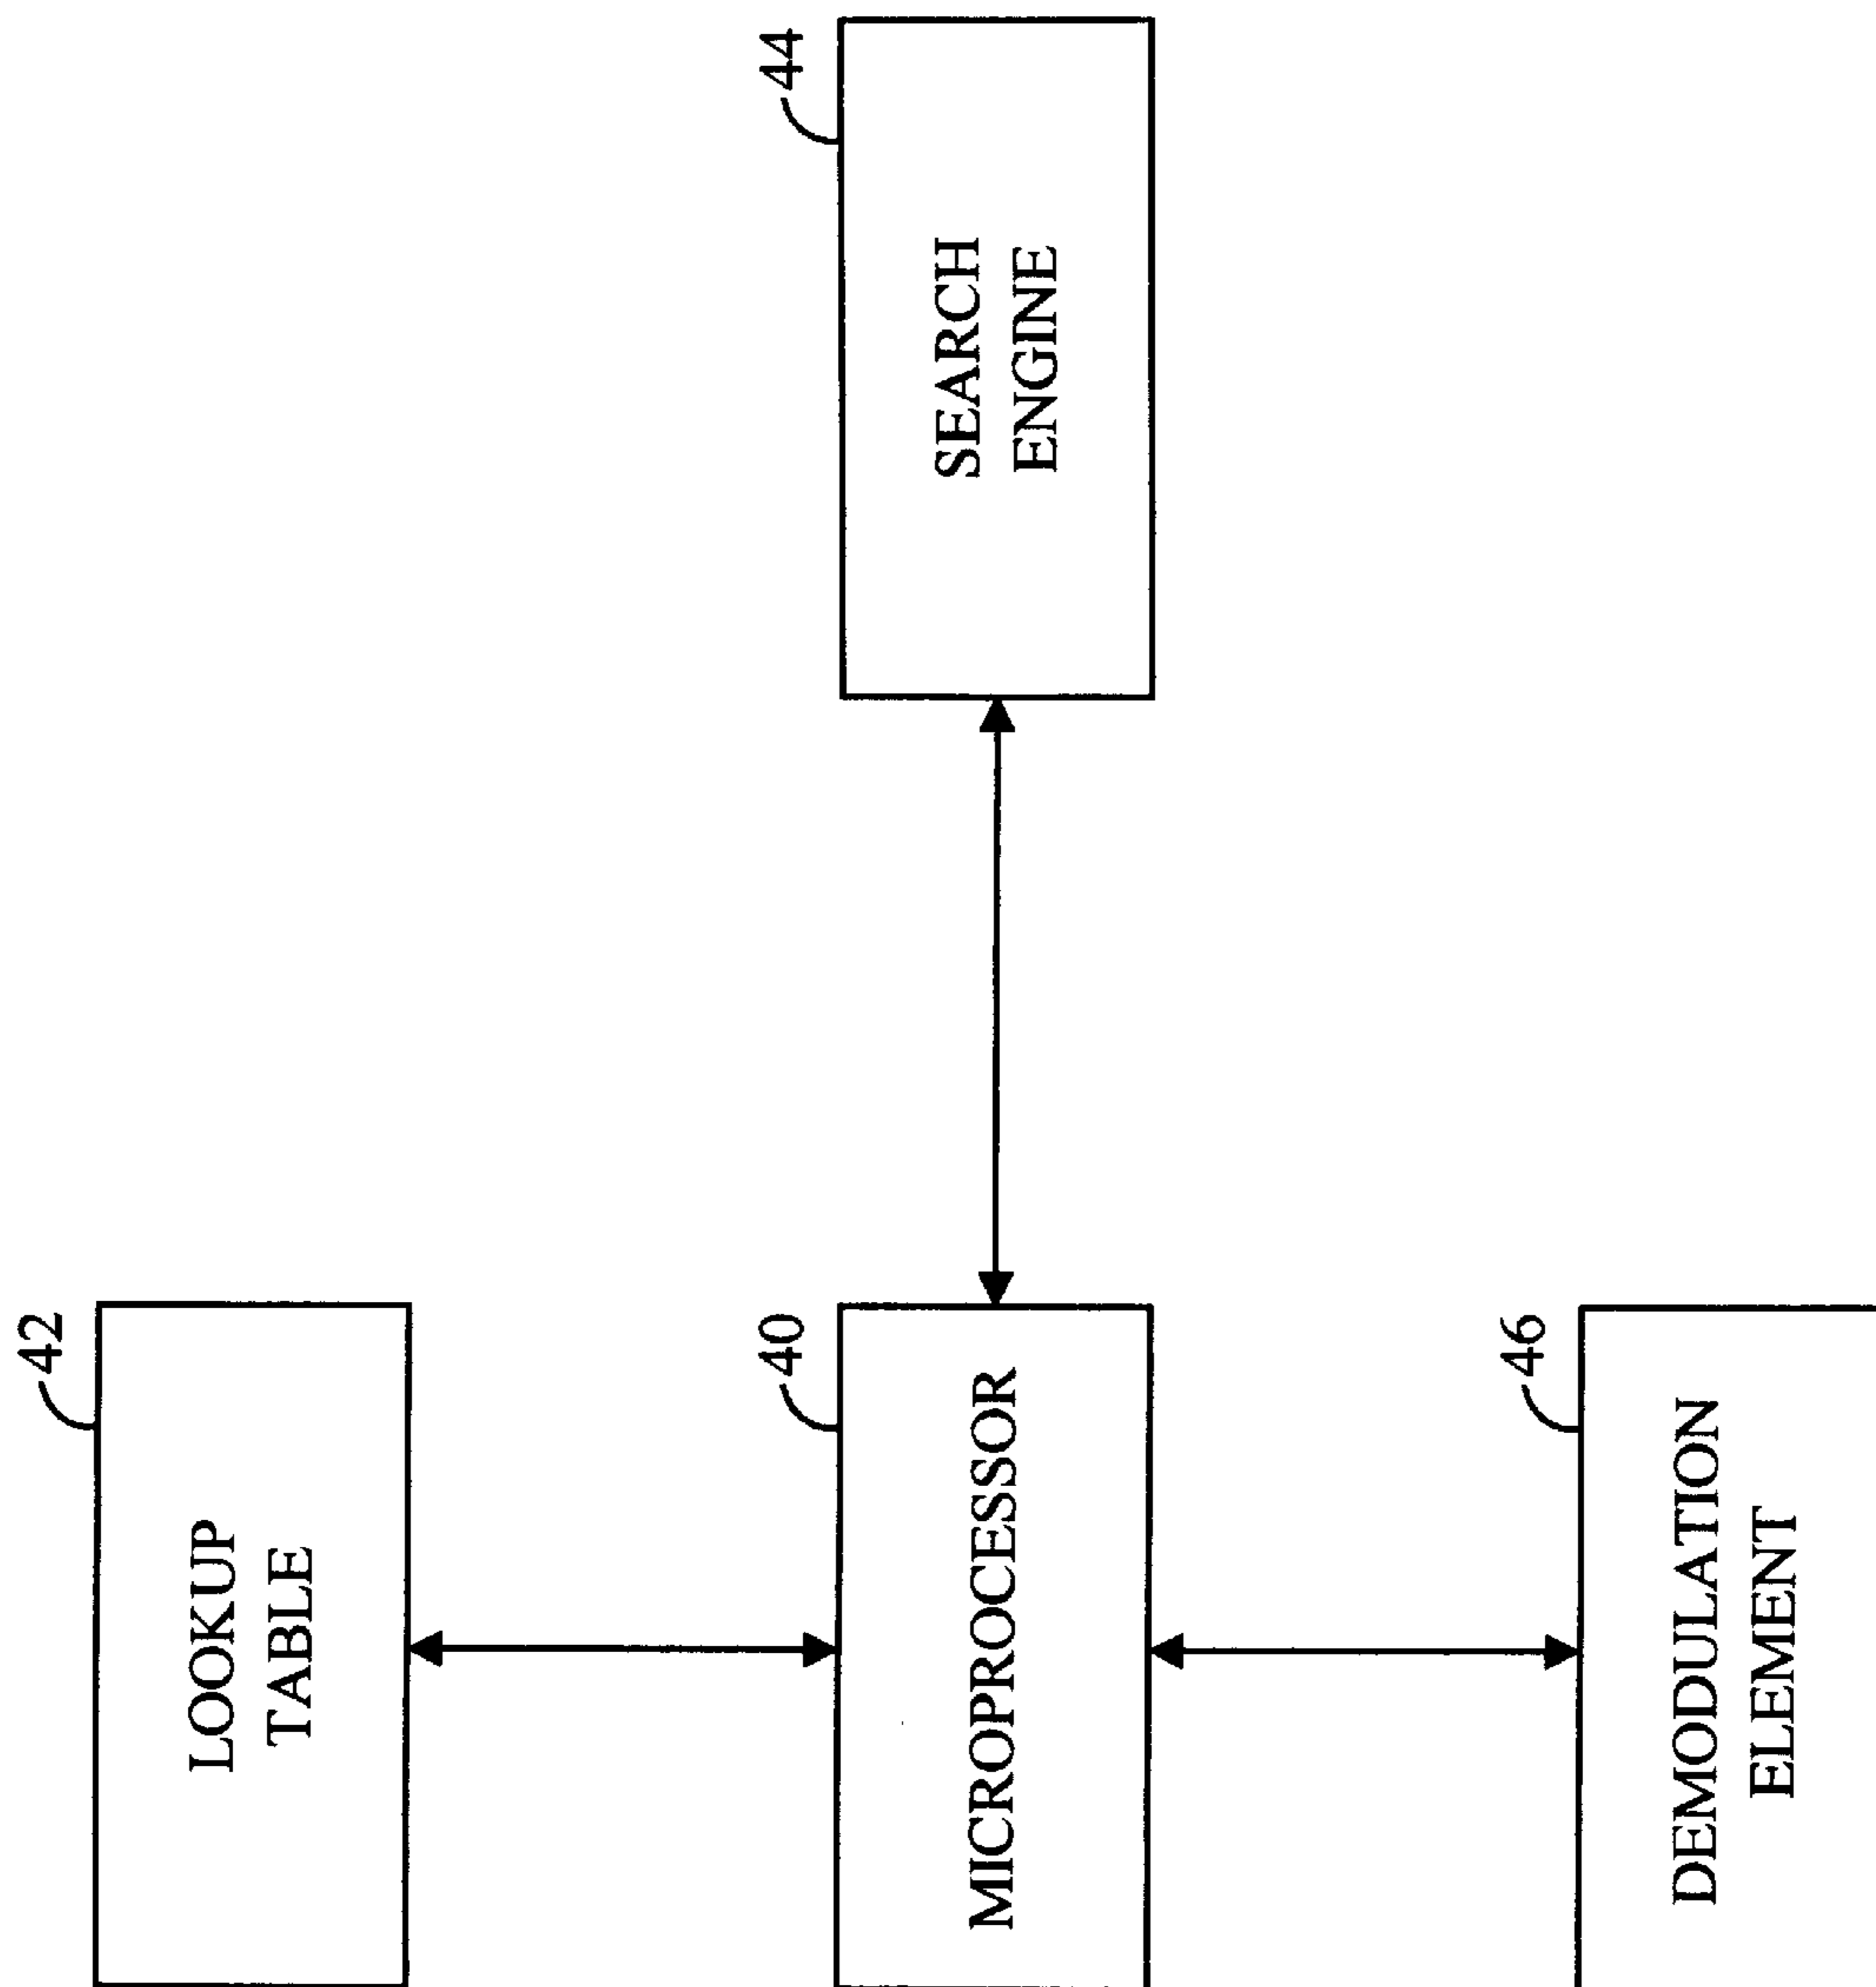 42
LOOKUP
TABLE
40
MICROPROCESSOR
44
SEARCH
ENGINE
46
DEMODULATION
ELEMENT